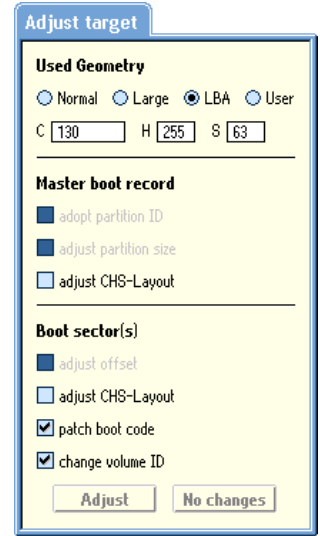 Adjust target
Used Geometry
Normal Large LBA User
C 130 H 255 S 63
Master boot record
adopt partition ID
adjust partition size
adjust CHS-Layout
Boot sector(s)
adjust offset
adjust CHS-Layout
patch boot code
change volume ID
Adjust No changes